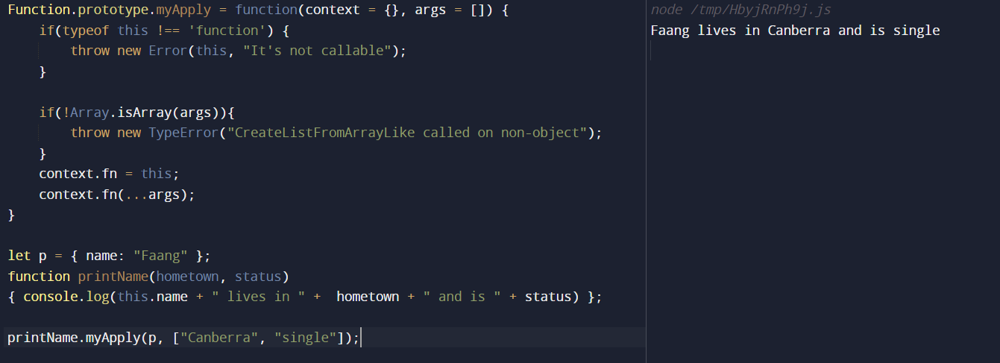 Function.prototype.myApply = function(context = {}, args = []) {
    if(typeof this !== 'function') {
        throw new Error(this, "It's not callable");
    }

    if(!Array.isArray(args)){
        throw new TypeError("CreateListFromArrayLike called on non-object");
    }
    context.fn = this;
    context.fn(...args);
}

let p = { name: "Faang" };
function printName(hometown, status)
{ console.log(this.name + " lives in " +  hometown + " and is " + status) };

printName.myApply(p, ["Canberra", "single"]);
node /tmp/HbyjRnPh9j.js
Faang lives in Canberra and is single